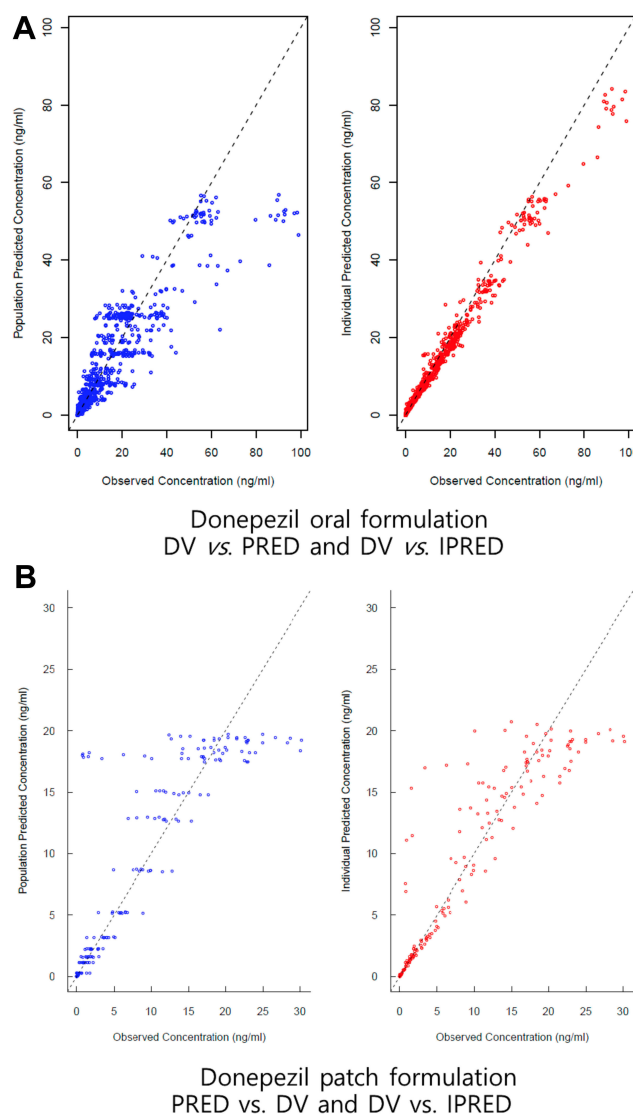 A
Population Predicted Concentration (ng/ml)
0 20 40 60 80 100
0 20 40 60 80 100
Observed Concentration (ng/ml)
Individual Predicted Concentration (ng/ml)
0 20 40 60 80 100
0 20 40 60 80 100
Observed Concentration (ng/ml)
Donepezil oral formulation
DV vs. PRED and DV vs. IPRED
B
Population Predicted Concentration (ng/ml)
0 5 10 15 20 25 30
0 5 10 15 20 25 30
Observed Concentration (ng/ml)
Individual Predicted Concentration (ng/ml)
0 5 10 15 20 25 30
0 5 10 15 20 25 30
Observed Concentration (ng/ml)
Donepezil patch formulation
PRED vs. DV and DV vs. IPRED